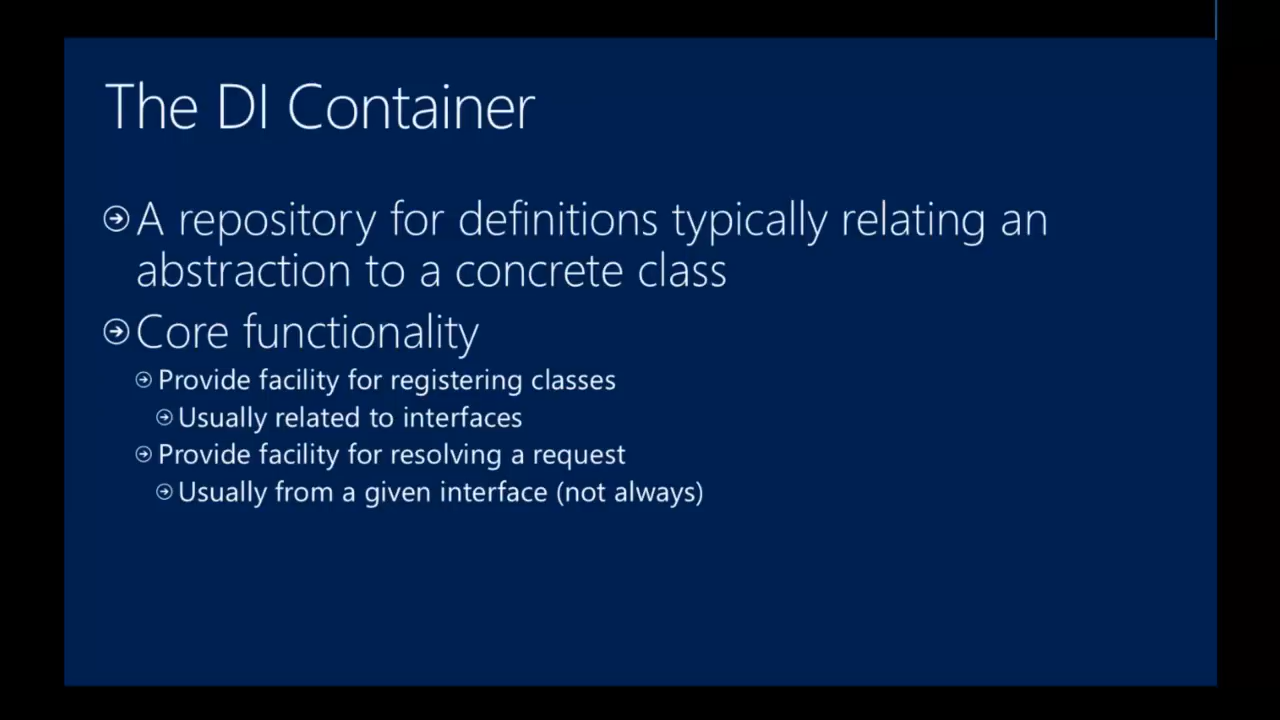 The DI Container
A repository for definitions typically relating an
abstraction to a concrete class
Core functionality
Provide facility for registering classes
Usually related to interfaces
Provide facility for resolving a request
Usually from a given interface (not always)